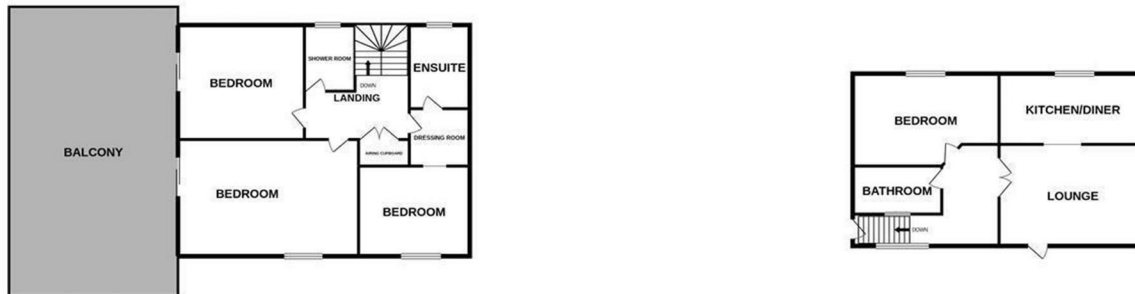 BALCONY
BEDROOM
SHOWER ROOM
DOWN
LANDING
ENSUITE
DRESSING ROOM
AIRING CUPBOARD
BEDROOM
BEDROOM
BEDROOM
KITCHEN/DINER
BATHROOM
LOUNGE
DOWN